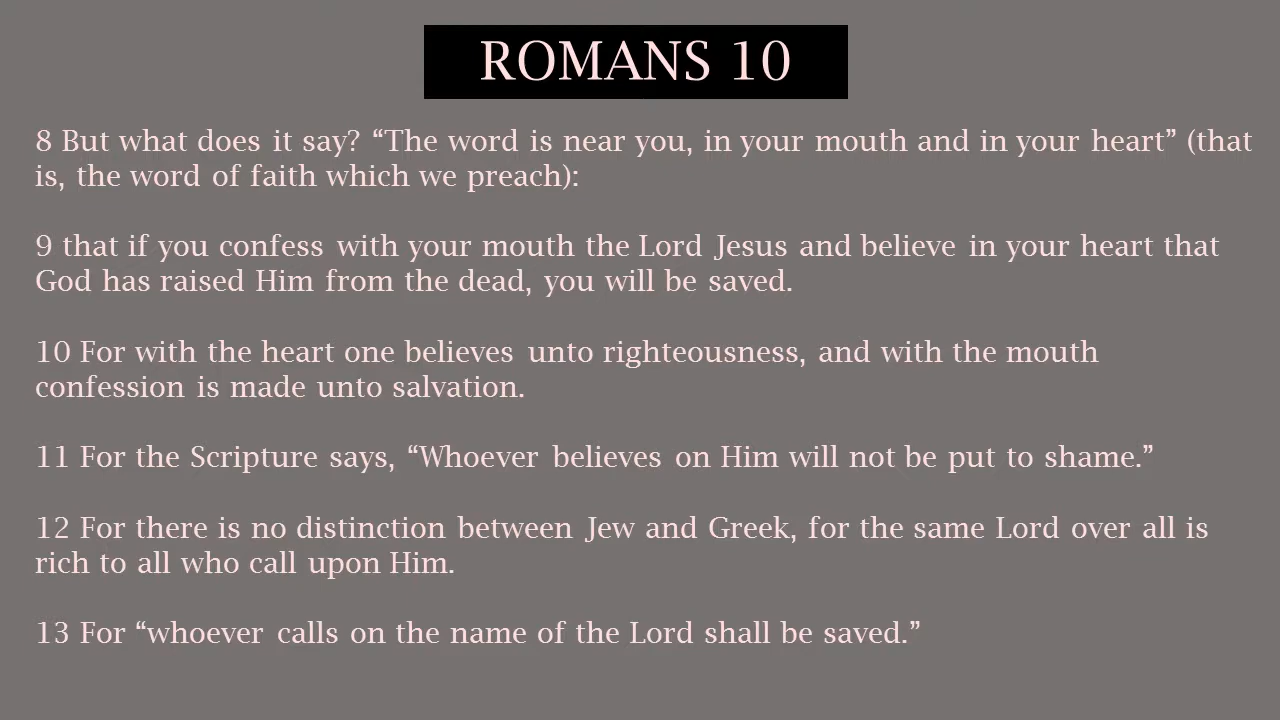 ROMANS 10
8 But what does it say? “The word is near you, in your mouth and in your heart” (that
is, the word of faith which we preach):
9 that if you confess with your mouth the Lord Jesus and believe in your heart that
God has raised Him from the dead, you will be saved.
10 For with the heart one believes unto righteousness, and with the mouth
confession is made unto salvation.
11 For the Scripture says, “Whoever believes on Him will not be put to shame.”
12 For there is no distinction between Jew and Greek, for the same Lord over all is
rich to all who call upon Him.
13 For “whoever calls on the name of the Lord shall be saved.”